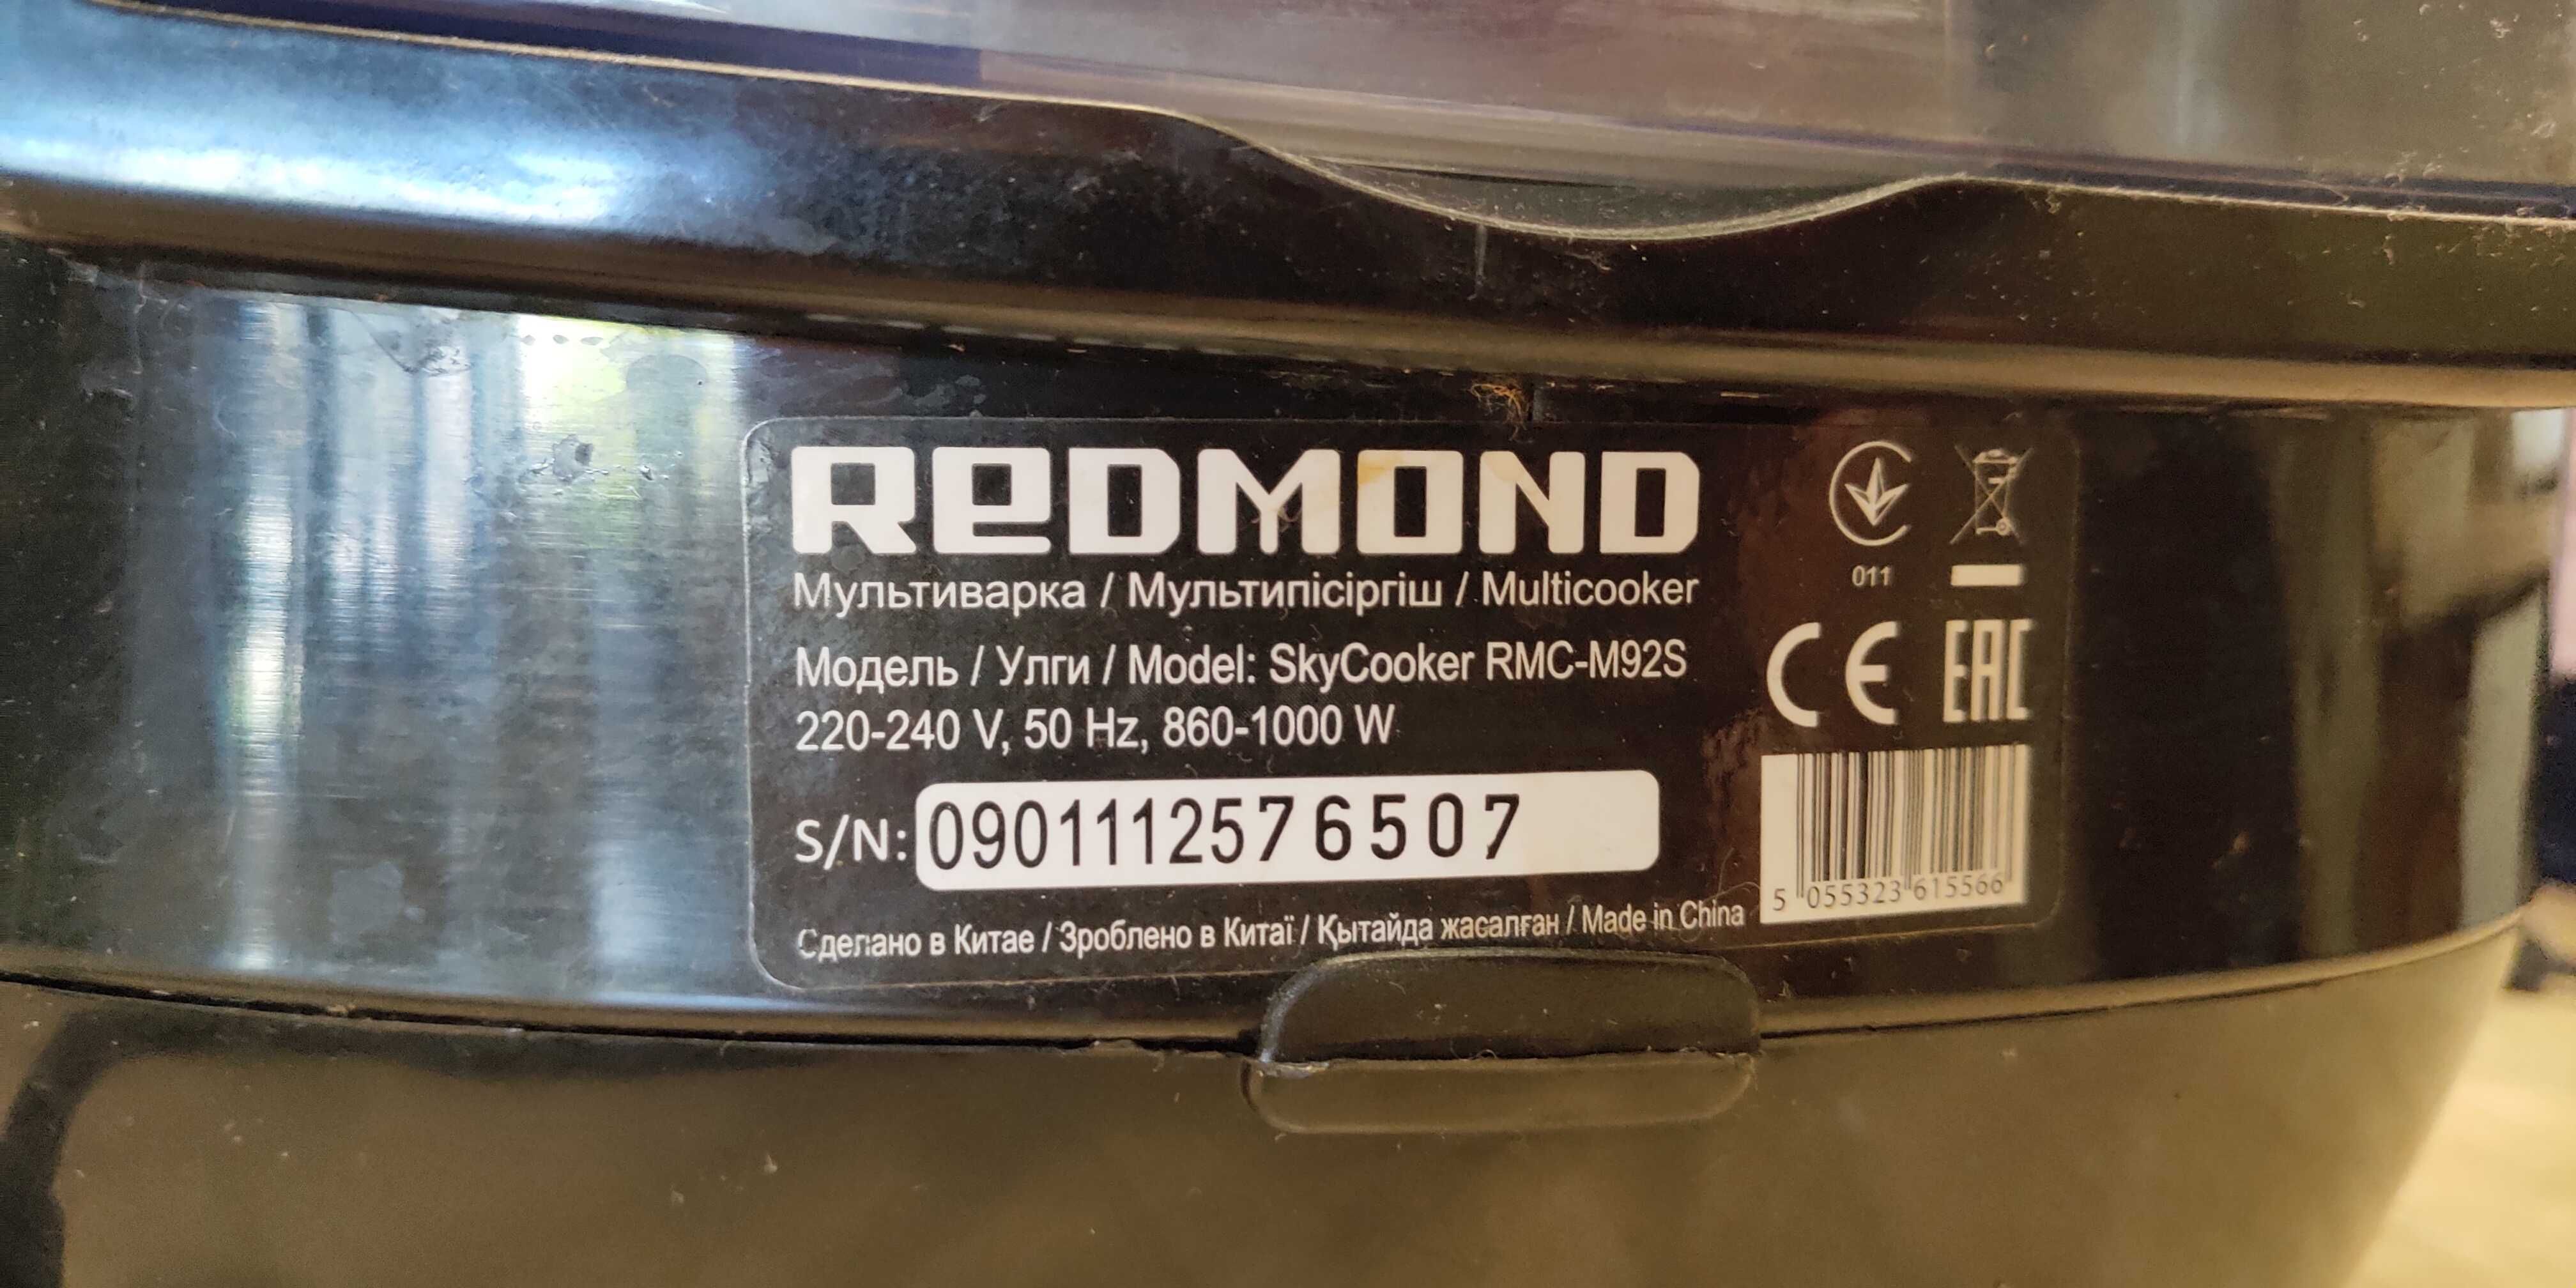 REDMOND
Мультиварка / Мультипісіргіш / Multicooker
Модель / Улги / Model: SkyCooker RMC-M92S
220-240 V, 50 Hz, 860-1000 W
S/N: 0901112576507
Сделано в Китае / Зроблено в Китаї / Қытайда жасалған / Made in China
011
CE EAC
5 055323 615566